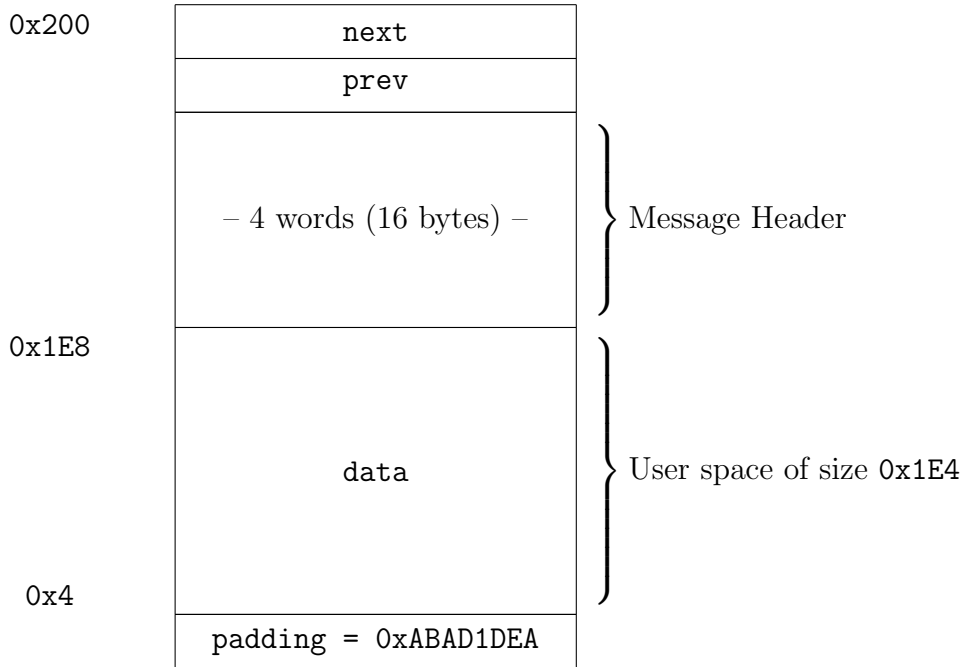 0x200
next
prev
– 4 words (16 bytes) –
Message Header
0x1E8
data
User space of size 0x1E4
0x4
padding = 0xABAD1DEA